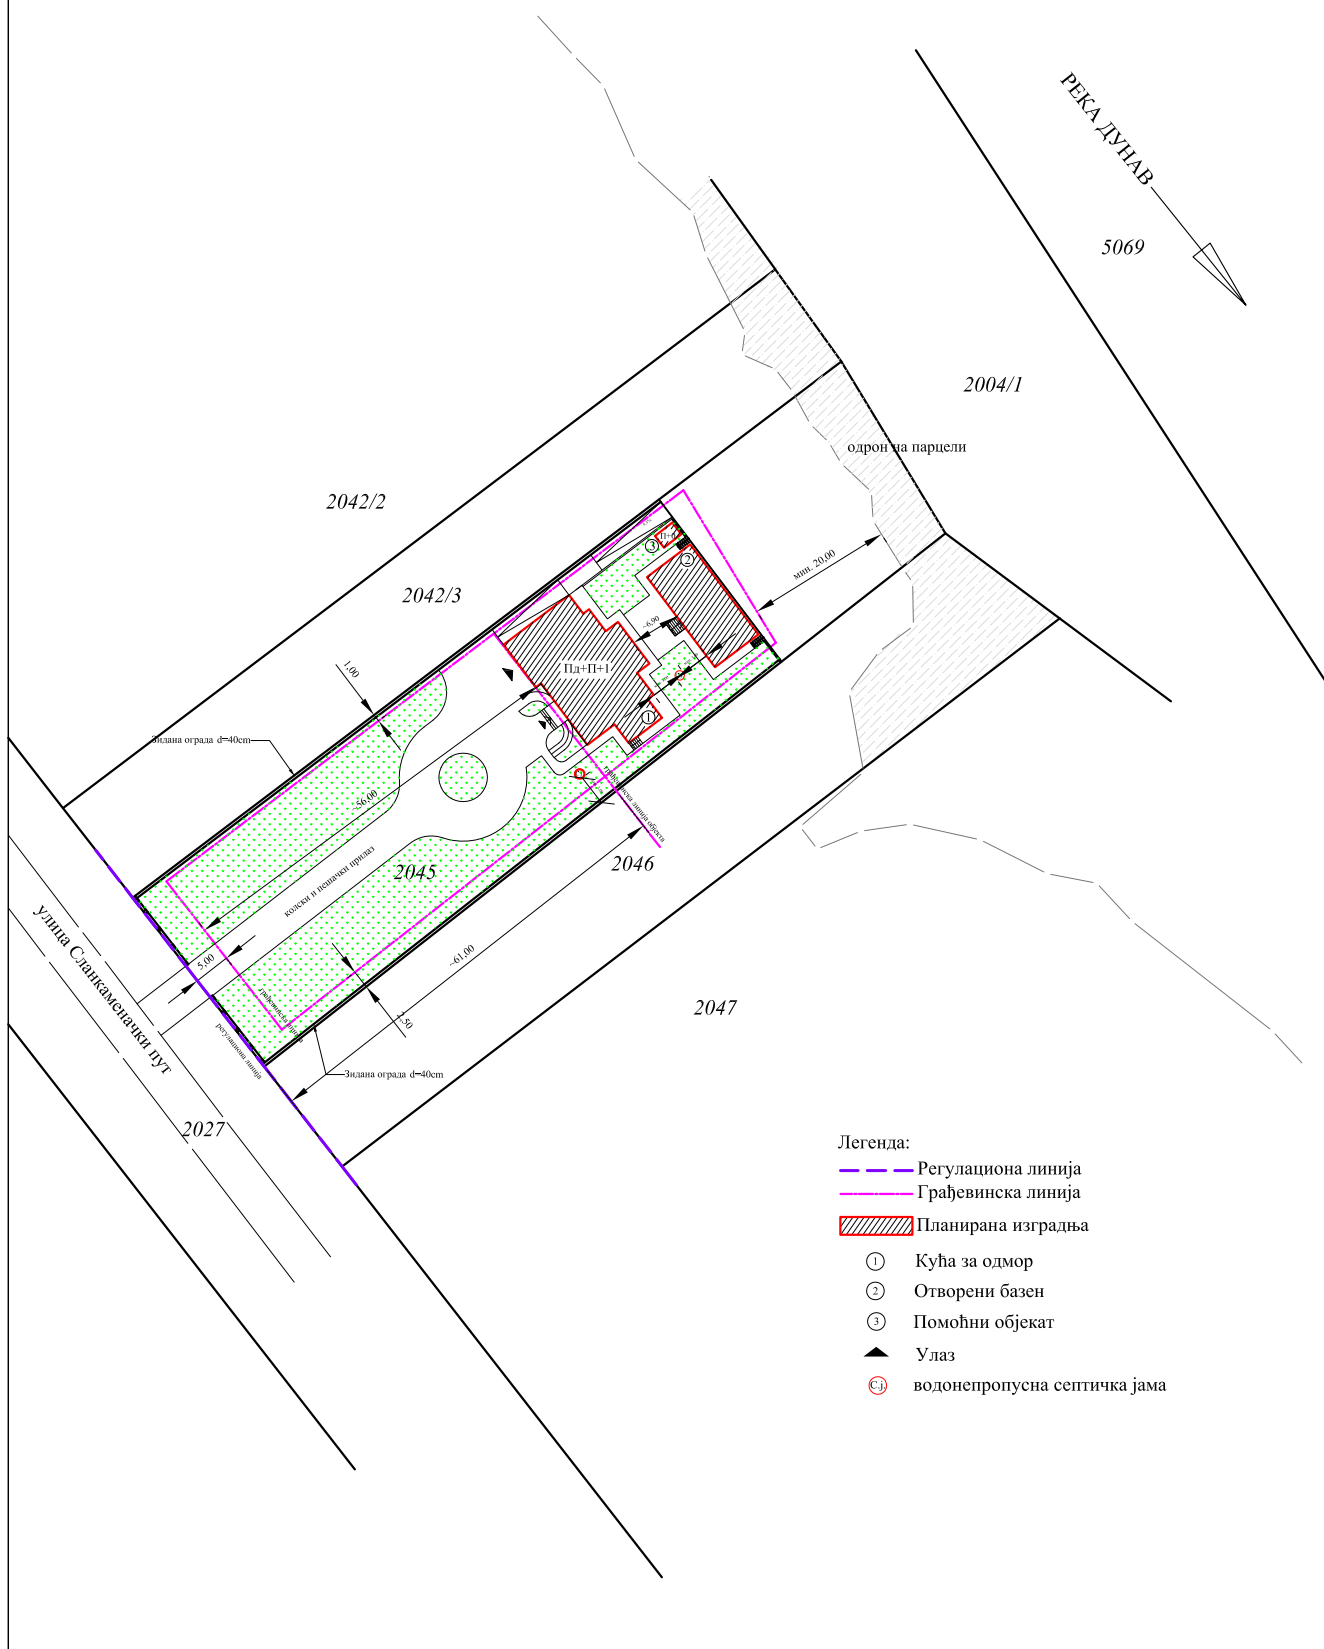 РЕКА ДУНАВ
5069
2004/1
одрон на парцели
2042/2
П+0
3
2
мин. 20,00
2042/3
~6,90
Пд+П+1
1,00
1
Зидана ограда d=40cm
~56,00
грађевинска линија објекта
2046
2045
колски и пешачки прилаз
улица Сланкаменачки пут
~61,00
5,00
2,50
2047
грађевинска линија
регулациона линија
Зидана ограда d=40cm
2027
Легенда:
Регулациона линија
Грађевинска линија
Планирана изградња
1 Кућа за одмор
2 Отворени базен
3 Помоћни објекат
Улаз
С.ј. водонепропусна септичка јама